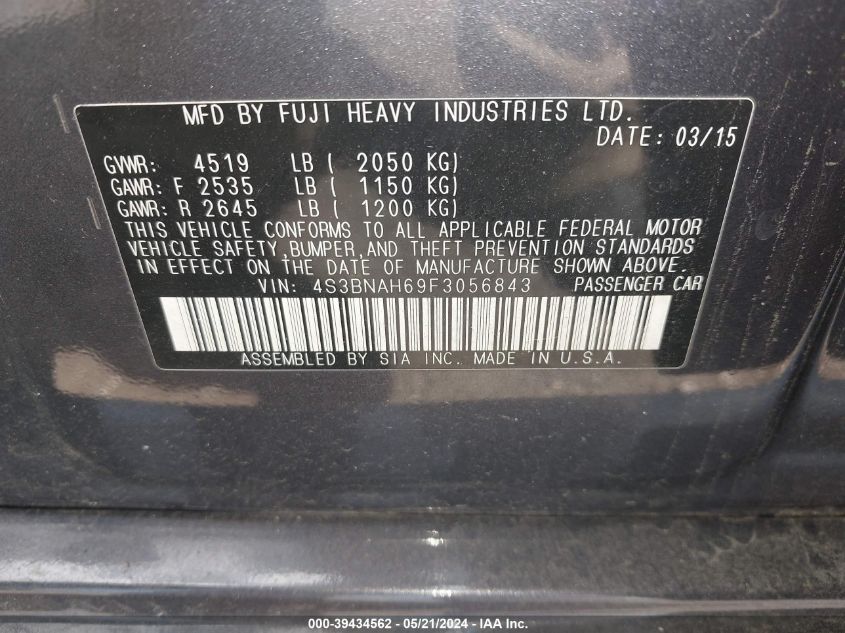 MFD BY FUJI HEAVY INDUSTRIES LTD.
DATE: 03/15
GVWR: 4519 LB ( 2050 KG)
GAWR: F 2535 LB ( 1150 KG)
GAWR: R 2645 LB ( 1200 KG)
THIS VEHICLE CONFORMS TO ALL APPLICABLE FEDERAL MOTOR
VEHICLE SAFETY, BUMPER, AND THEFT PREVENTION STANDARDS
IN EFFECT ON THE DATE OF MANUFACTURE SHOWN ABOVE.
VIN: 4S3BNAH69F3056843 PASSENGER CAR
ASSEMBLED BY SIA INC. MADE IN U.S.A.
000-39434562 - 05/21/2024 - IAA Inc.